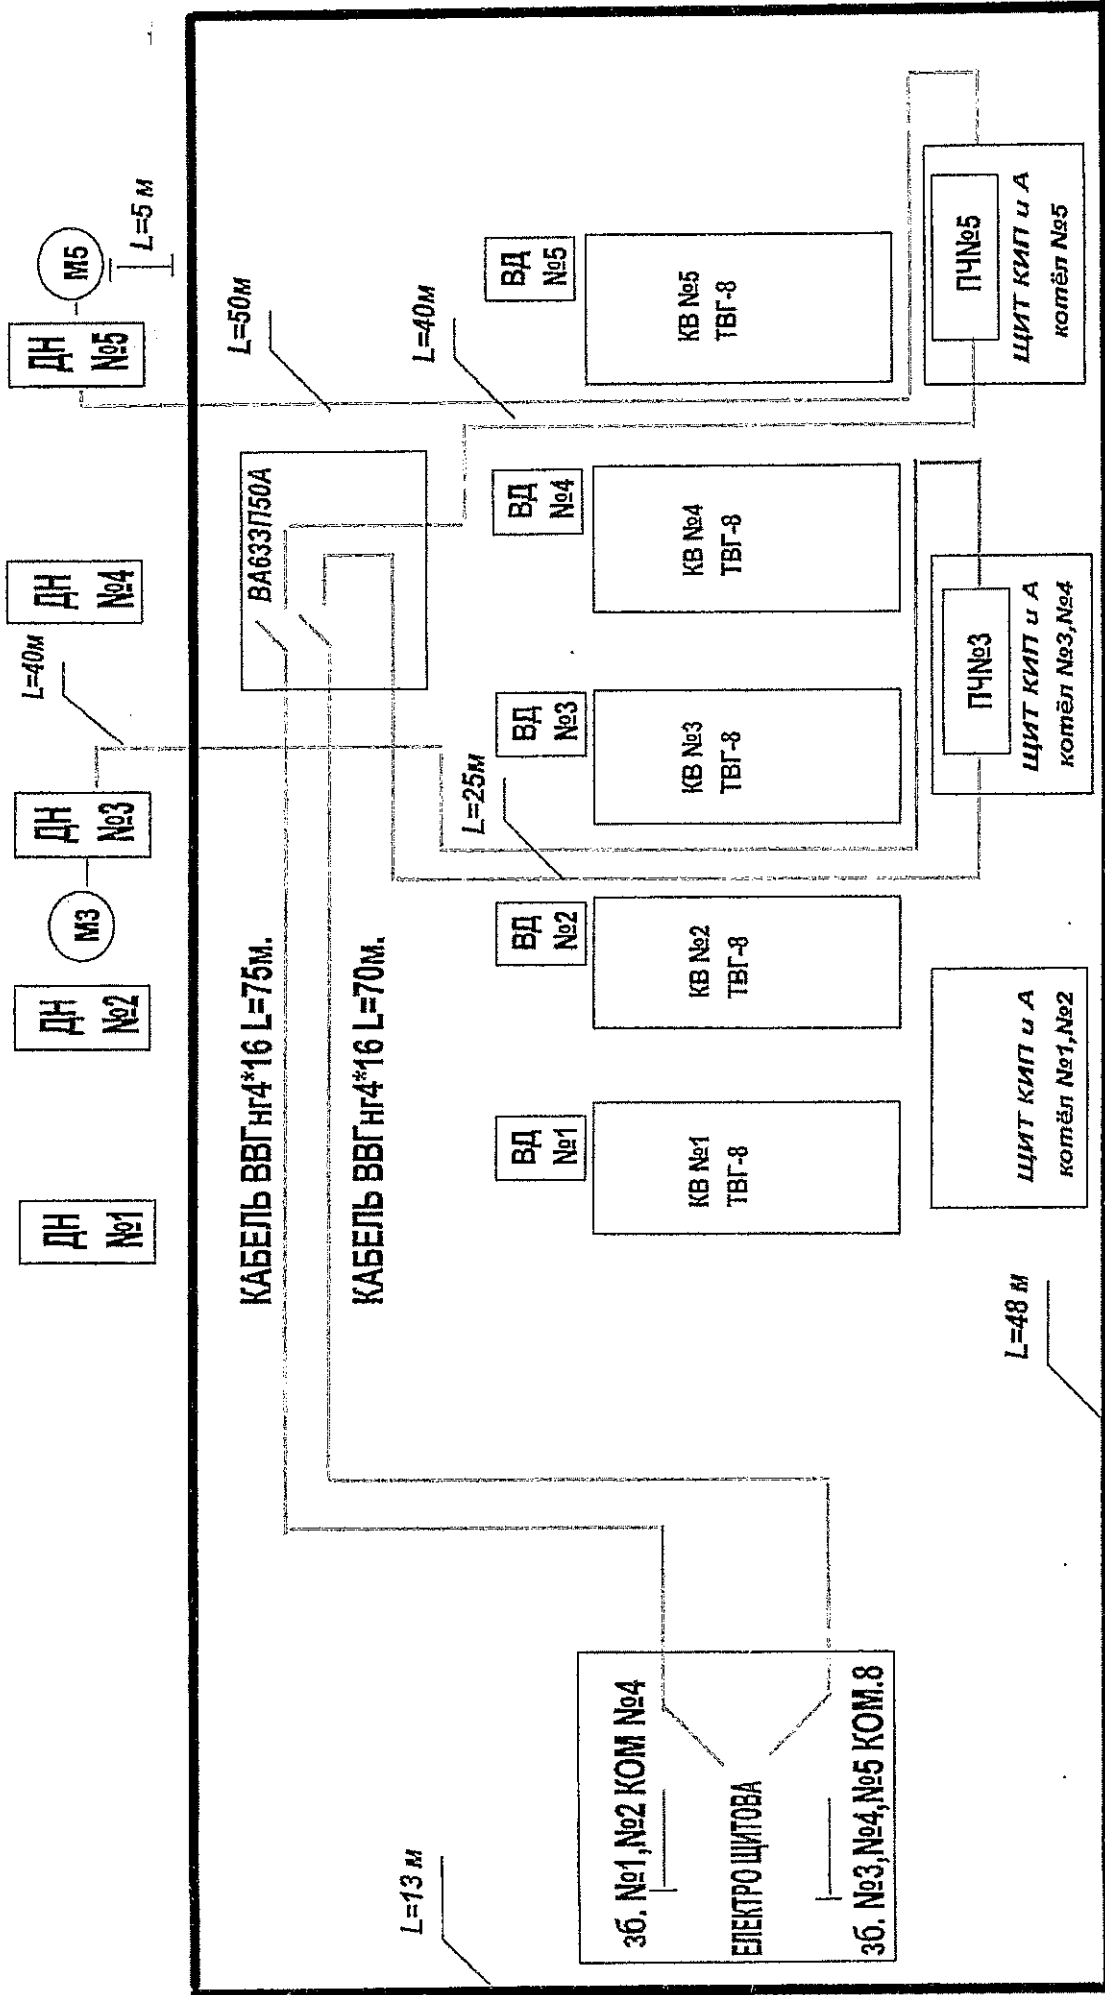 ДН
№1
ДН
№2
М3
ДН
№3
L=40м
ДН
№4
ДН
№5
М5
L=5 м
L=50м
ВА633П50А
КАБЕЛЬ ВВГнг4*16 L=75м.
КАБЕЛЬ ВВГнг4*16 L=70м.
L=40м
L=25м
ВД
№1
ВД
№2
ВД
№3
ВД
№4
ВД
№5
КВ №1
ТВГ-8
КВ №2
ТВГ-8
КВ №3
ТВГ-8
КВ №4
ТВГ-8
КВ №5
ТВГ-8
L=13 м
зб. №1,№2 КОМ №4
ЕЛЕКТРОЩИТОВА
зб. №3,№4,№5 КОМ.8
ЩИТ КИП и А
котёл №1,№2
ПЧ№3
ЩИТ КИП и А
котёл №3,№4
ПЧ№5
ЩИТ КИП и А
котёл №5
L=48 м